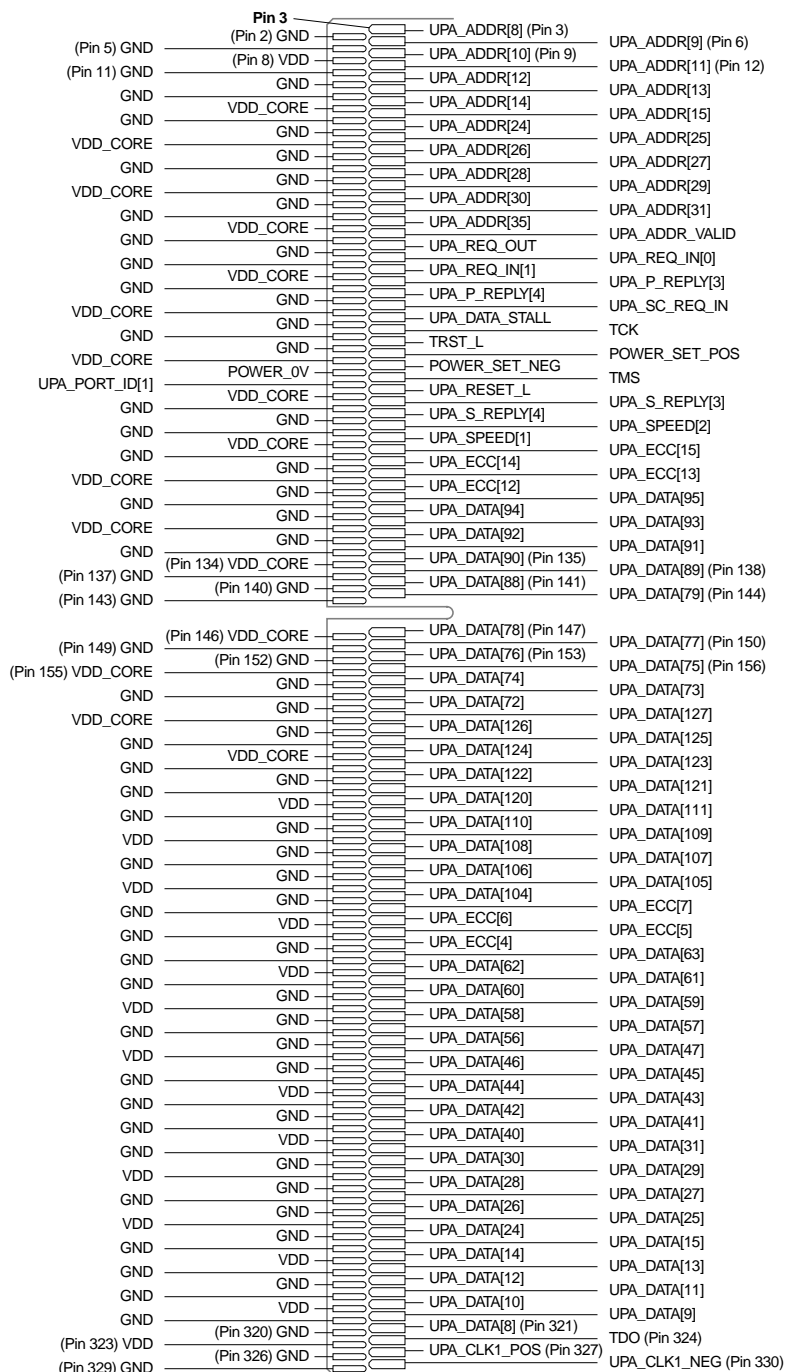 Pin 3
(Pin 5) GND
(Pin 11) GND
GND
GND
VDD_CORE
GND
VDD_CORE
GND
GND
GND
GND
VDD_CORE
GND
VDD_CORE
UPA_PORT_ID[1]
GND
GND
GND
VDD_CORE
GND
VDD_CORE
GND
(Pin 137) GND
(Pin 143) GND
(Pin 2) GND
(Pin 8) VDD
GND
VDD_CORE
GND
GND
GND
GND
VDD_CORE
GND
VDD_CORE
GND
GND
GND
POWER_0V
VDD_CORE
GND
VDD_CORE
GND
GND
GND
GND
(Pin 134) VDD_CORE
(Pin 140) GND
UPA_ADDR[8] (Pin 3)
UPA_ADDR[10] (Pin 9)
UPA_ADDR[12]
UPA_ADDR[14]
UPA_ADDR[24]
UPA_ADDR[26]
UPA_ADDR[28]
UPA_ADDR[30]
UPA_ADDR[35]
UPA_REQ_OUT
UPA_REQ_IN[1]
UPA_P_REPLY[4]
UPA_DATA_STALL
TRST_L
POWER_SET_NEG
UPA_RESET_L
UPA_S_REPLY[4]
UPA_SPEED[1]
UPA_ECC[14]
UPA_ECC[12]
UPA_DATA[94]
UPA_DATA[92]
UPA_DATA[90] (Pin 135)
UPA_DATA[88] (Pin 141)
UPA_ADDR[9] (Pin 6)
UPA_ADDR[11] (Pin 12)
UPA_ADDR[13]
UPA_ADDR[15]
UPA_ADDR[25]
UPA_ADDR[27]
UPA_ADDR[29]
UPA_ADDR[31]
UPA_ADDR_VALID
UPA_REQ_IN[0]
UPA_P_REPLY[3]
UPA_SC_REQ_IN
TCK
POWER_SET_POS
TMS
UPA_S_REPLY[3]
UPA_SPEED[2]
UPA_ECC[15]
UPA_ECC[13]
UPA_DATA[95]
UPA_DATA[93]
UPA_DATA[91]
UPA_DATA[89] (Pin 138)
UPA_DATA[79] (Pin 144)
(Pin 149) GND
(Pin 155) VDD_CORE
GND
VDD_CORE
GND
GND
GND
GND
VDD
GND
VDD
GND
GND
GND
GND
VDD
GND
VDD
GND
GND
GND
GND
VDD
GND
VDD
GND
GND
GND
GND
(Pin 323) VDD
(Pin 329) GND
(Pin 146) VDD_CORE
(Pin 152) GND
GND
GND
GND
VDD_CORE
GND
VDD
GND
GND
GND
GND
VDD
GND
VDD
GND
GND
GND
GND
VDD
GND
VDD
GND
GND
GND
GND
VDD
GND
VDD
(Pin 320) GND
(Pin 326) GND
UPA_DATA[78] (Pin 147)
UPA_DATA[76] (Pin 153)
UPA_DATA[74]
UPA_DATA[72]
UPA_DATA[126]
UPA_DATA[124]
UPA_DATA[122]
UPA_DATA[120]
UPA_DATA[110]
UPA_DATA[108]
UPA_DATA[106]
UPA_DATA[104]
UPA_ECC[6]
UPA_ECC[4]
UPA_DATA[62]
UPA_DATA[60]
UPA_DATA[58]
UPA_DATA[56]
UPA_DATA[46]
UPA_DATA[44]
UPA_DATA[42]
UPA_DATA[40]
UPA_DATA[30]
UPA_DATA[28]
UPA_DATA[26]
UPA_DATA[24]
UPA_DATA[14]
UPA_DATA[12]
UPA_DATA[10]
UPA_DATA[8] (Pin 321)
UPA_CLK1_POS (Pin 327)
UPA_DATA[77] (Pin 150)
UPA_DATA[75] (Pin 156)
UPA_DATA[73]
UPA_DATA[127]
UPA_DATA[125]
UPA_DATA[123]
UPA_DATA[121]
UPA_DATA[111]
UPA_DATA[109]
UPA_DATA[107]
UPA_DATA[105]
UPA_ECC[7]
UPA_ECC[5]
UPA_DATA[63]
UPA_DATA[61]
UPA_DATA[59]
UPA_DATA[57]
UPA_DATA[47]
UPA_DATA[45]
UPA_DATA[43]
UPA_DATA[41]
UPA_DATA[31]
UPA_DATA[29]
UPA_DATA[27]
UPA_DATA[25]
UPA_DATA[15]
UPA_DATA[13]
UPA_DATA[11]
UPA_DATA[9]
TDO (Pin 324)
UPA_CLK1_NEG (Pin 330)